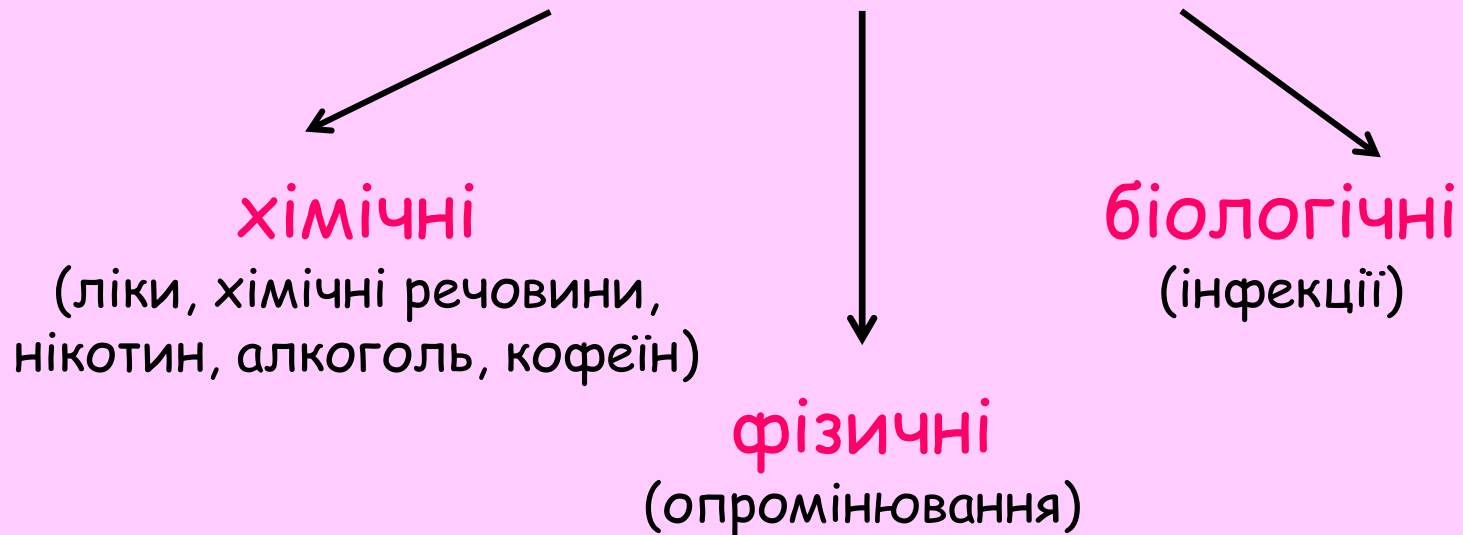 хімічні
(ліки, хімічні речовини,
нікотин, алкоголь, кофеїн)
фізичні
(опромінювання)
біологічні
(інфекції)